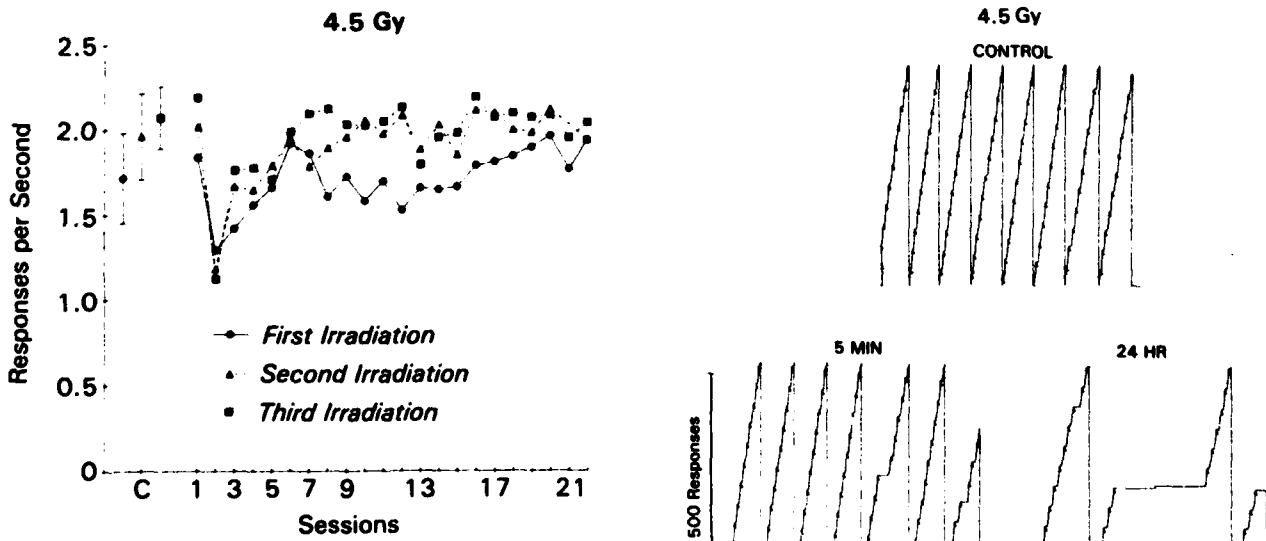 4.5 Gy
2.5
2.0
1.5
1.0
0.5
0
Responses per Second
First Irradiation
Second Irradiation
Third Irradiation
C 1 3 5 7 9 13 17 21
Sessions
4.5 Gy
CONTROL
5 MIN
24 HR
500 Responses